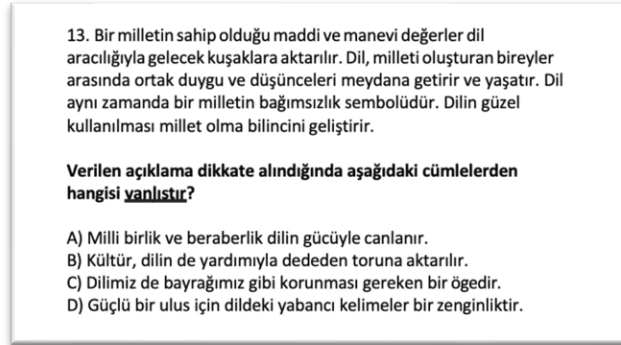 13. Bir milletin sahip olduğu maddi ve manevi değerler dil
aracılığıyla gelecek kuşaklara aktarılır. Dil, milleti oluşturan bireyler
arasında ortak duygu ve düşünceleri meydana getirir ve yaşatır. Dil
aynı zamanda bir milletin bağımsızlık sembolüdür. Dilin güzel
kullanılması millet olma bilincini geliştirir.
Verilen açıklama dikkate alındığında aşağıdaki cümlelerden
hangisi yanlıştır?
A) Milli birlik ve beraberlik dilin gücüyle canlanır.
B) Kültür, dilin de yardımıyla dededen toruna aktarılır.
C) Dilimiz de bayrağımız gibi korunması gereken bir ögedir.
D) Güçlü bir ulus için dildeki yabancı kelimeler bir zenginliktir.